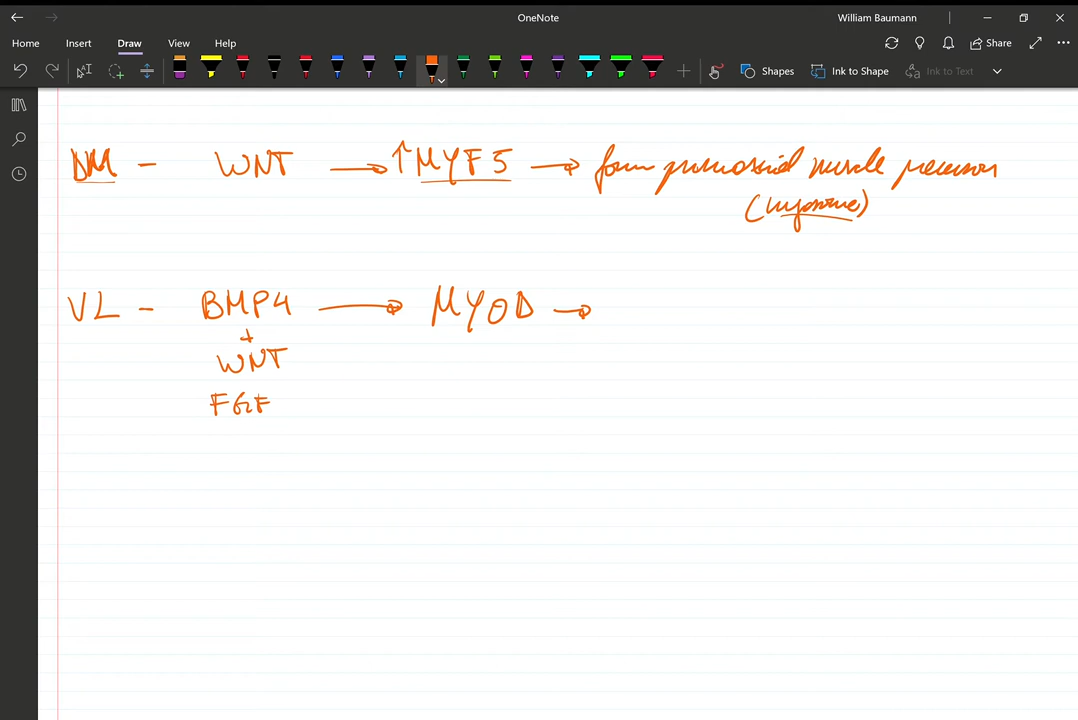 OneNote
William Baumann
Home Insert Draw View Help
Share
Shapes Ink to Shape Ink to Text
DM - WNT → ↑MYF5 → form primordial muscle precursor
VL - BMP4 → MYOD →
+
WNT
FGF